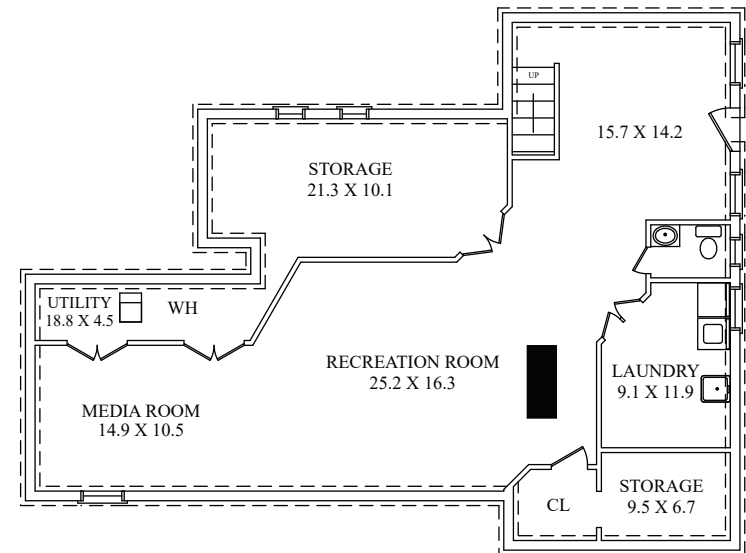 UP
15.7 X 14.2
STORAGE
21.3 X 10.1
UTILITY
18.8 X 4.5
WH
RECREATION ROOM
25.2 X 16.3
LAUNDRY
9.1 X 11.9
MEDIA ROOM
14.9 X 10.5
CL
STORAGE
9.5 X 6.7